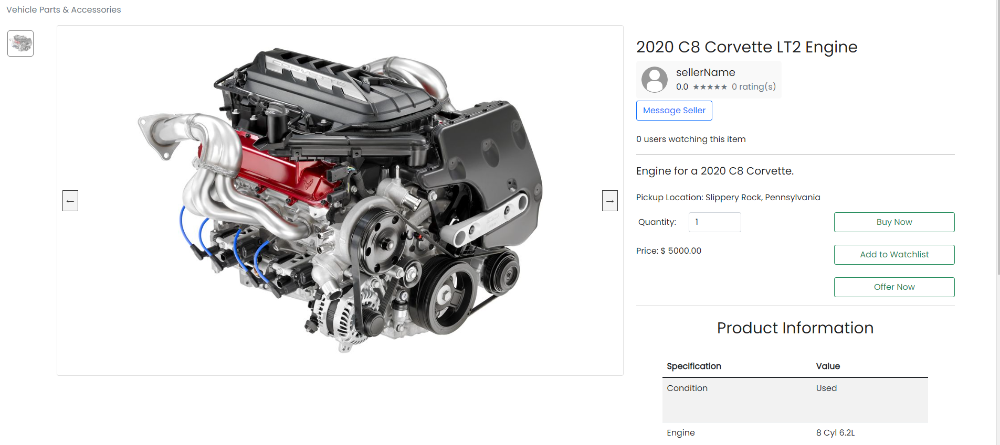 Vehicle Parts & Accessories
CORVETTE
2020 C8 Corvette LT2 Engine
sellerName
0.0 ★★★★★ 0 rating(s)
Message Seller
0 users watching this item
Engine for a 2020 C8 Corvette.
Pickup Location: Slippery Rock, Pennsylvania
Quantity: 1
Buy Now
Price: $ 5000.00
Add to Watchlist
Offer Now
Product Information
Specification Value
Condition Used
Engine 8 Cyl 6.2L